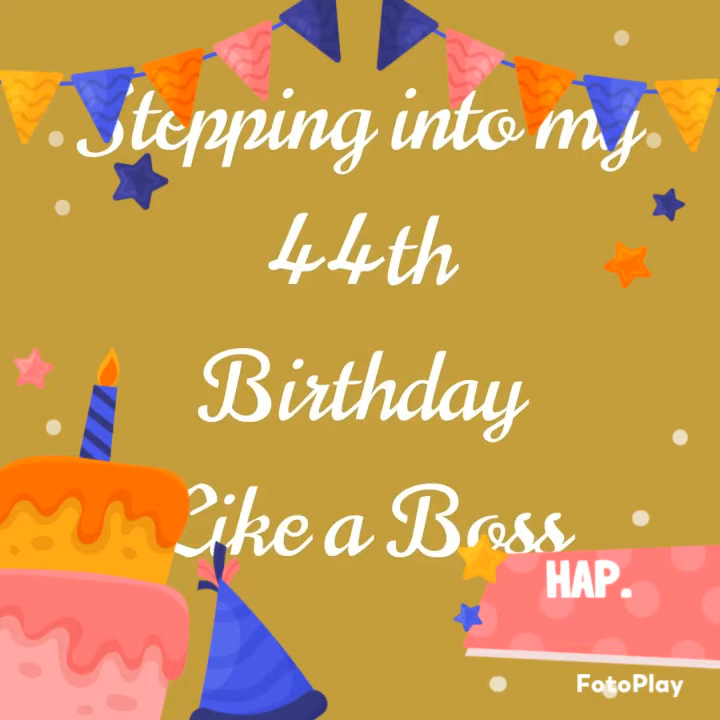 Stepping into my
44th
Birthday
Like a Boss
HAP.
FotoPlay